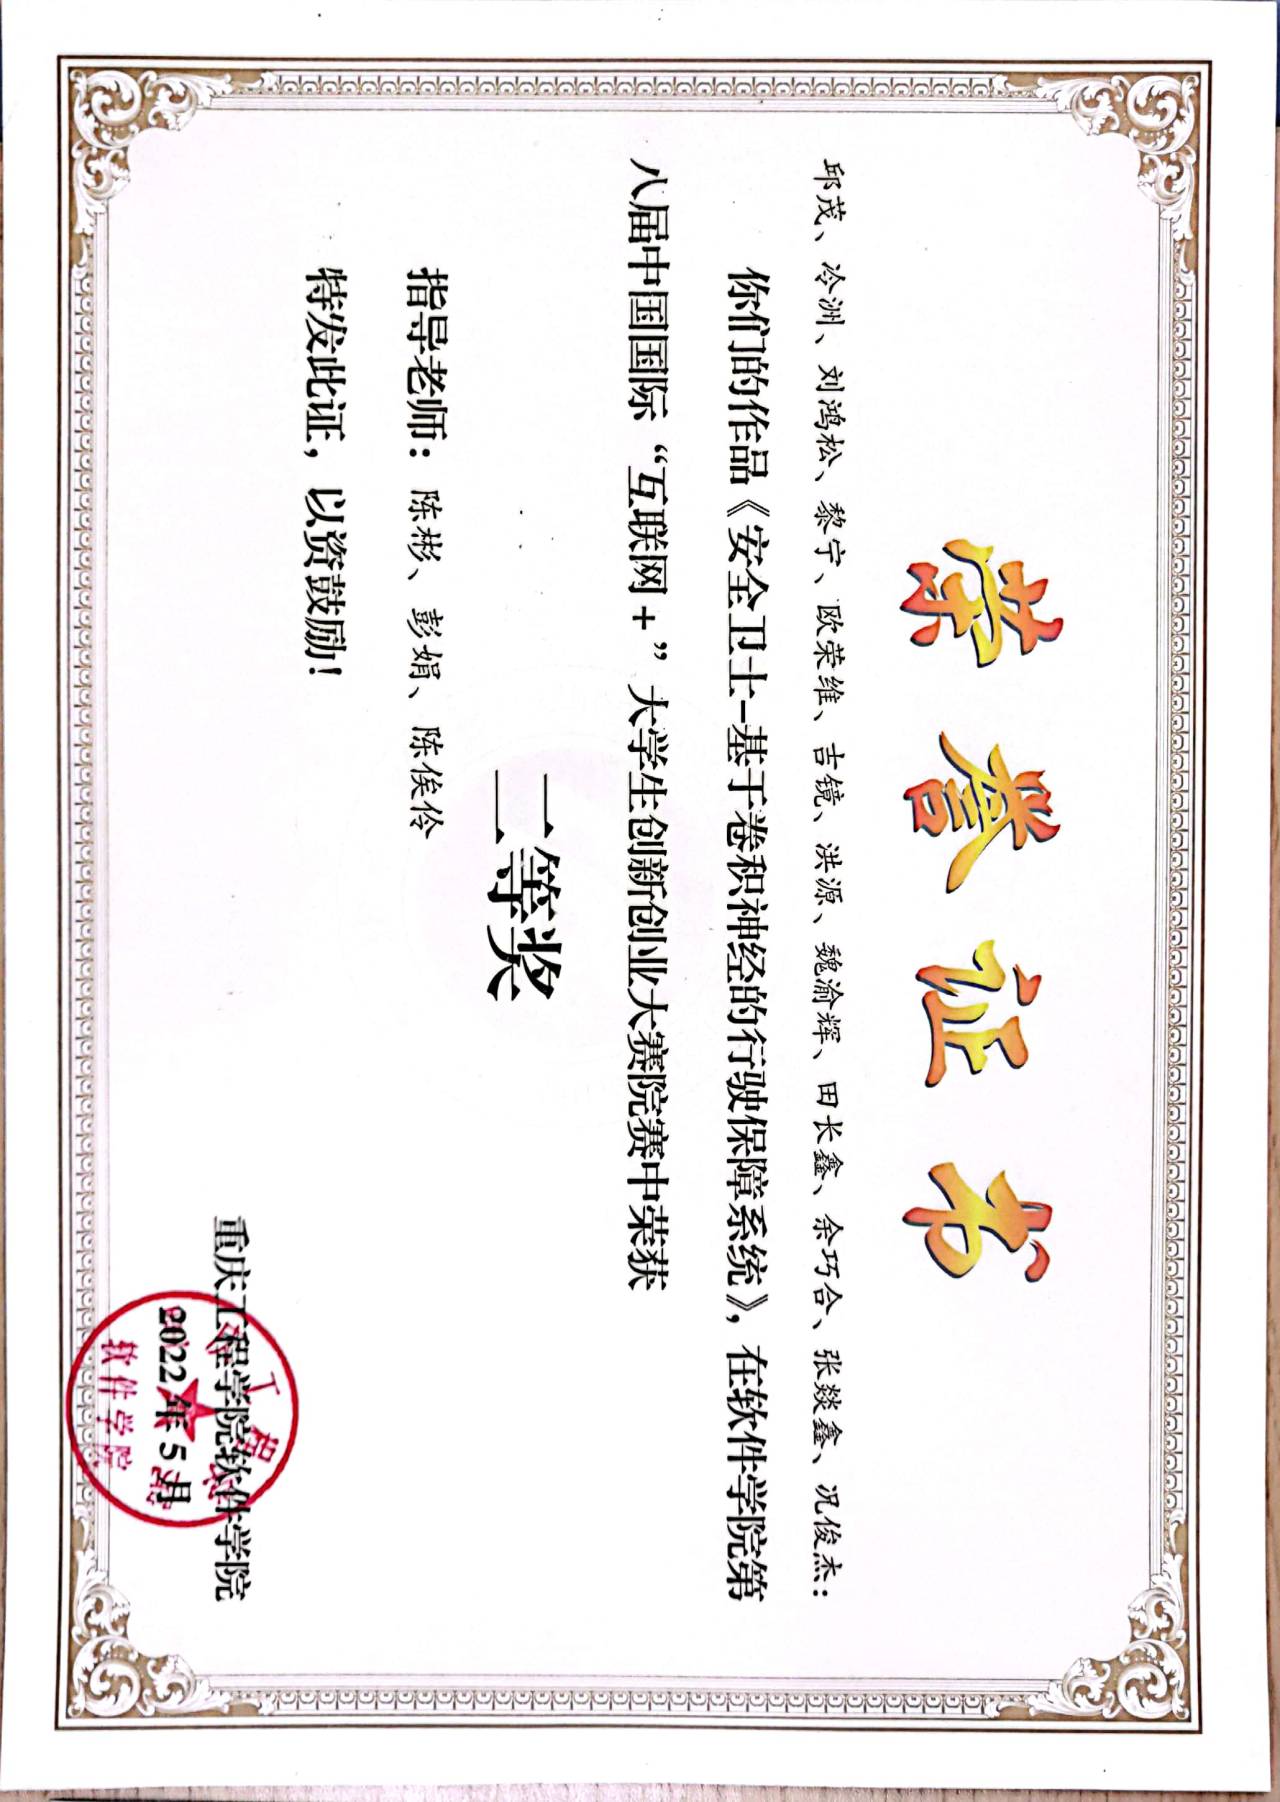 荣誉证书
邱茂、冷洲、刘鸿松、黎宁、欧荣维、吉镜、洪源、魏渝辉、田长鑫、余巧合、张燚鑫、况俊杰：
你们的作品《安全卫士-基于卷积神经的行驶保障系统》，在软件学院第
八届中国国际“互联网+”大学生创新创业大赛院赛中荣获
二等奖
指导老师：陈彬、彭娟、陈俟伶
特发此证，以资鼓励！
重庆工程学院软件学院
2022年5月
工程学院
软件学院